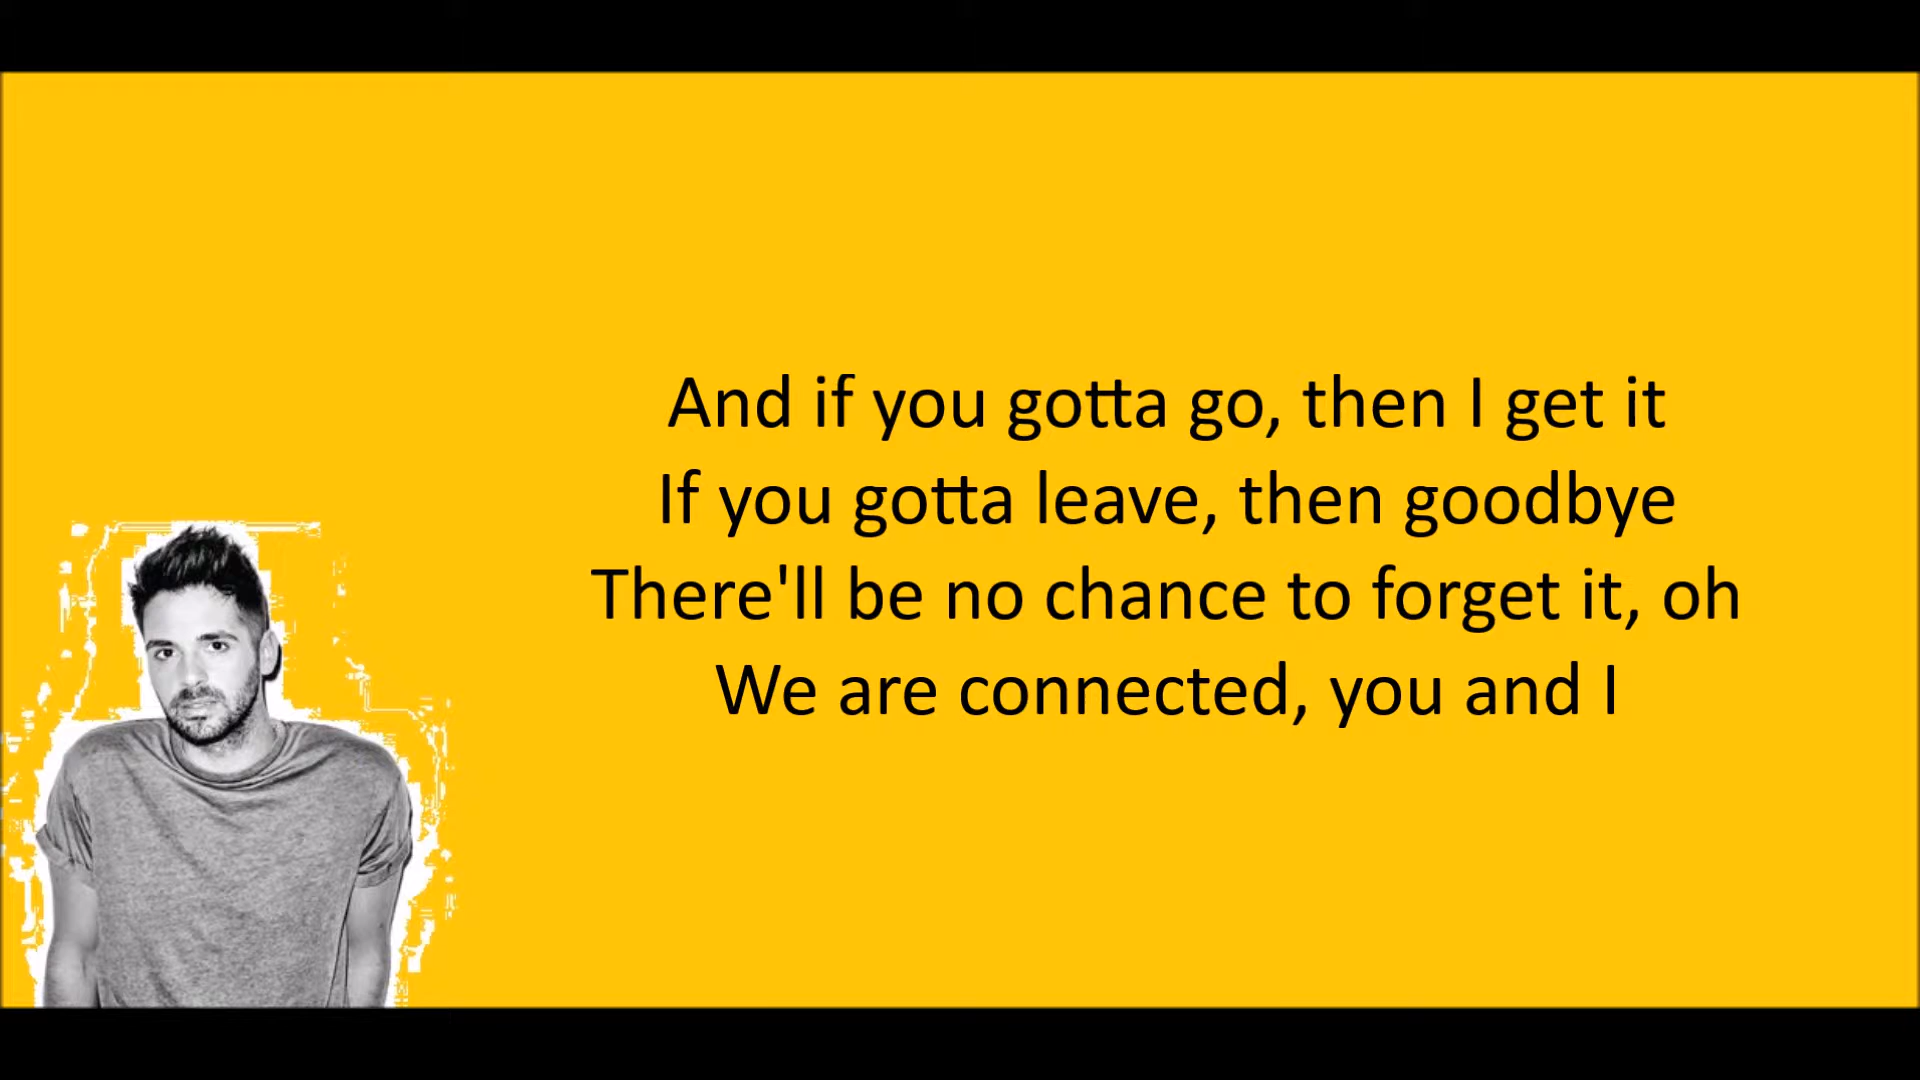 And if you gotta go, then I get it
If you gotta leave, then goodbye
There'll be no chance to forget it, oh
We are connected, you and I